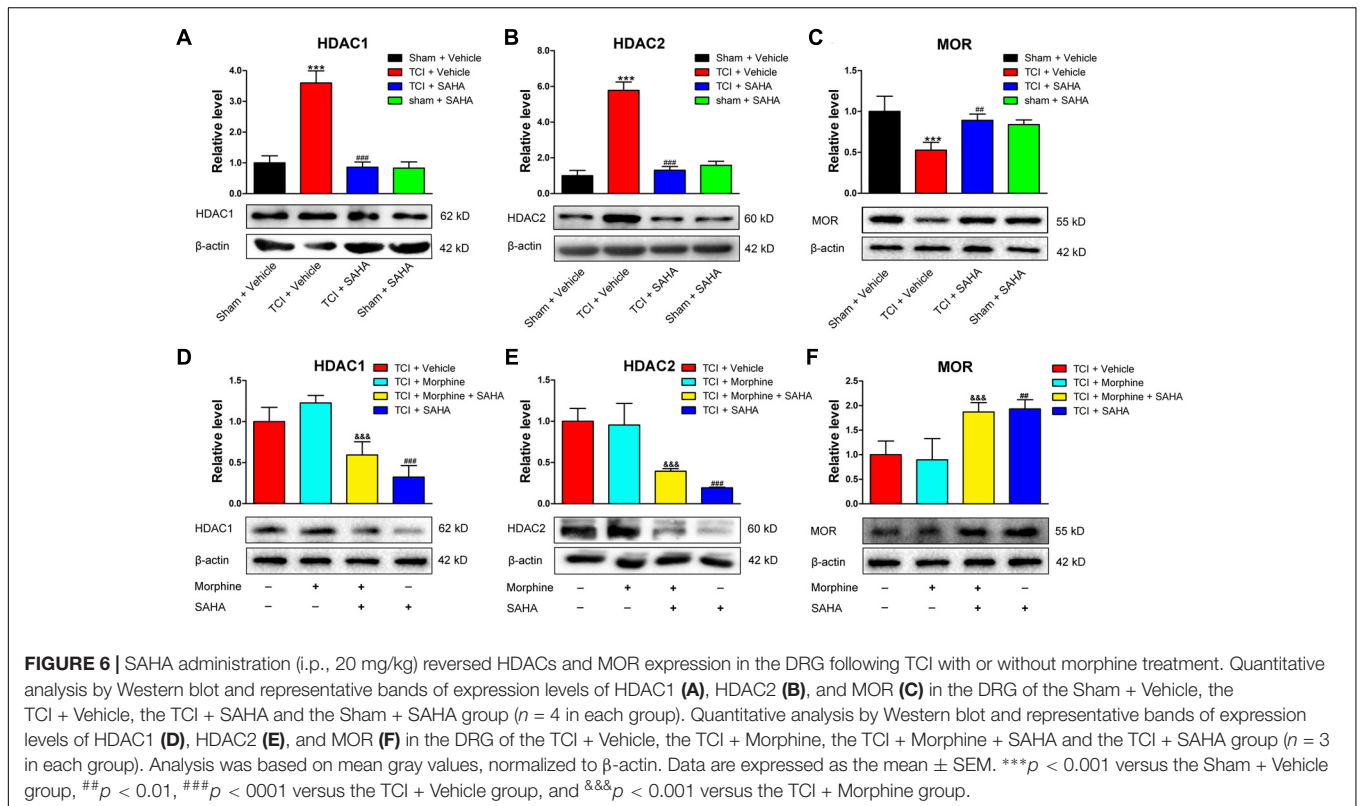 A
HDAC1
Sham + Vehicle
TCI + Vehicle
TCI + SAHA
sham + SAHA
Relative level
4.0
3.0
2.0
1.0
0.0
***
###
HDAC1
62 kD
β-actin
42 kD
Sham + Vehicle
TCI + Vehicle
TCI + SAHA
Sham + SAHA
B
HDAC2
Sham + Vehicle
TCI + Vehicle
TCI + SAHA
sham + SAHA
Relative level
8.0
6.0
4.0
2.0
0.0
***
###
HDAC2
60 kD
β-actin
42 kD
Sham + Vehicle
TCI + Vehicle
TCI + SAHA
Sham + SAHA
C
MOR
Sham + Vehicle
TCI + Vehicle
TCI + SAHA
sham + SAHA
Relative level
1.5
1.0
0.5
0.0
***
##
MOR
55 kD
β-actin
42 kD
Sham + Vehicle
TCI + Vehicle
TCI + SAHA
Sham + SAHA
D
HDAC1
TCI + Vehicle
TCI + Morphine
TCI + Morphine + SAHA
TCI + SAHA
Relative level
1.5
1.0
0.5
0.0
&&&
###
HDAC1
62 kD
β-actin
42 kD
Morphine – + + –
SAHA – – + +
E
HDAC2
TCI + Vehicle
TCI + Morphine
TCI + Morphine + SAHA
TCI + SAHA
Relative level
1.5
1.0
0.5
0.0
&&&
###
HDAC2
60 kD
β-actin
42 kD
Morphine – + + –
SAHA – – + +
F
MOR
TCI + Vehicle
TCI + Morphine
TCI + Morphine + SAHA
TCI + SAHA
Relative level
2.5
2.0
1.5
1.0
0.5
0.0
&&&
##
MOR
55 kD
β-actin
42 kD
Morphine – + + –
SAHA – – + +
FIGURE 6 | SAHA administration (i.p., 20 mg/kg) reversed HDACs and MOR expression in the DRG following TCI with or without morphine treatment. Quantitative
analysis by Western blot and representative bands of expression levels of HDAC1 (A), HDAC2 (B), and MOR (C) in the DRG of the Sham + Vehicle, the
TCI + Vehicle, the TCI + SAHA and the Sham + SAHA group (n = 4 in each group). Quantitative analysis by Western blot and representative bands of expression
levels of HDAC1 (D), HDAC2 (E), and MOR (F) in the DRG of the TCI + Vehicle, the TCI + Morphine, the TCI + Morphine + SAHA and the TCI + SAHA group (n = 3
in each group). Analysis was based on mean gray values, normalized to β-actin. Data are expressed as the mean ± SEM. ***p < 0.001 versus the Sham + Vehicle
group, ##p < 0.01, ###p < 0001 versus the TCI + Vehicle group, and &&&p < 0.001 versus the TCI + Morphine group.